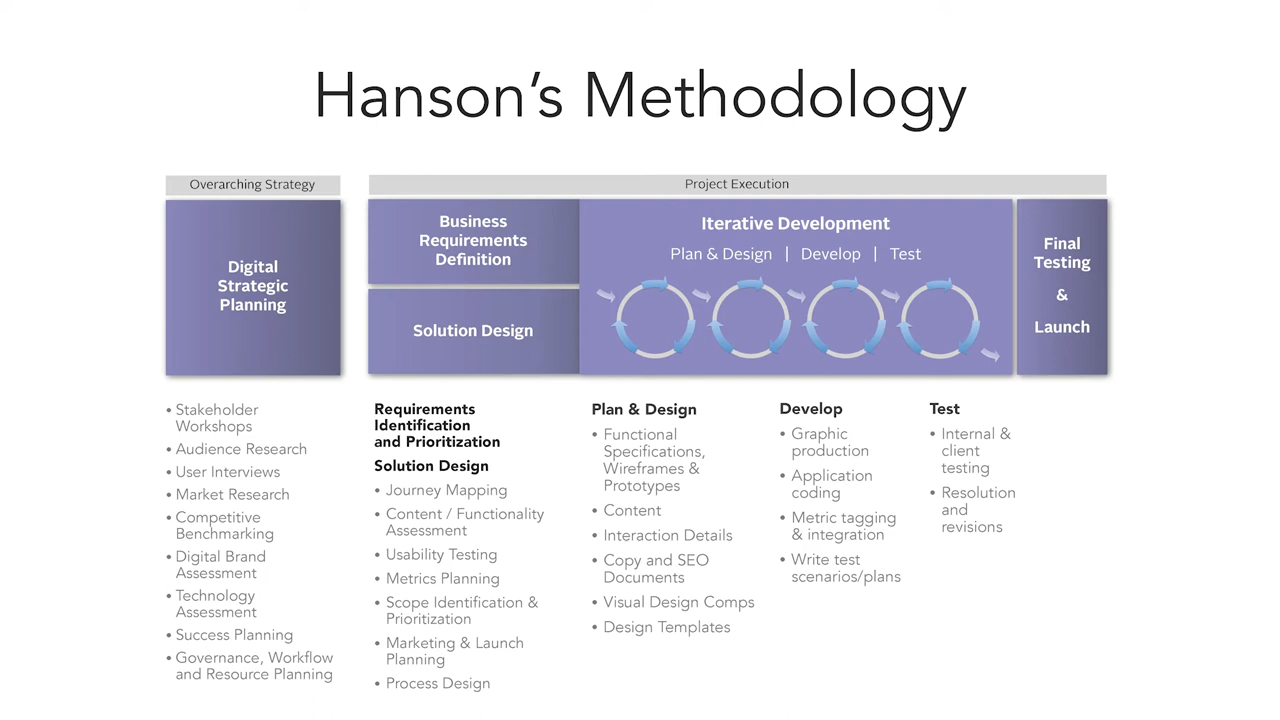 Hanson’s Methodology
Overarching Strategy
Project Execution
Digital
Strategic
Planning
Business
Requirements
Definition
Solution Design
Iterative Development
Plan & Design | Develop | Test
Final
Testing
&
Launch
• Stakeholder
Workshops
• Audience Research
• User Interviews
• Market Research
• Competitive
Benchmarking
• Digital Brand
Assessment
• Technology
Assessment
• Success Planning
• Governance, Workflow
and Resource Planning
Requirements
Identification
and Prioritization
Solution Design
• Journey Mapping
• Content / Functionality
Assessment
• Usability Testing
• Metrics Planning
• Scope Identification &
Prioritization
• Marketing & Launch
Planning
• Process Design
Plan & Design
• Functional
Specifications,
Wireframes &
Prototypes
• Content
• Interaction Details
• Copy and SEO
Documents
• Visual Design Comps
• Design Templates
Develop
• Graphic
production
• Application
coding
• Metric tagging
& integration
• Write test
scenarios/plans
Test
• Internal &
client
testing
• Resolution
and
revisions